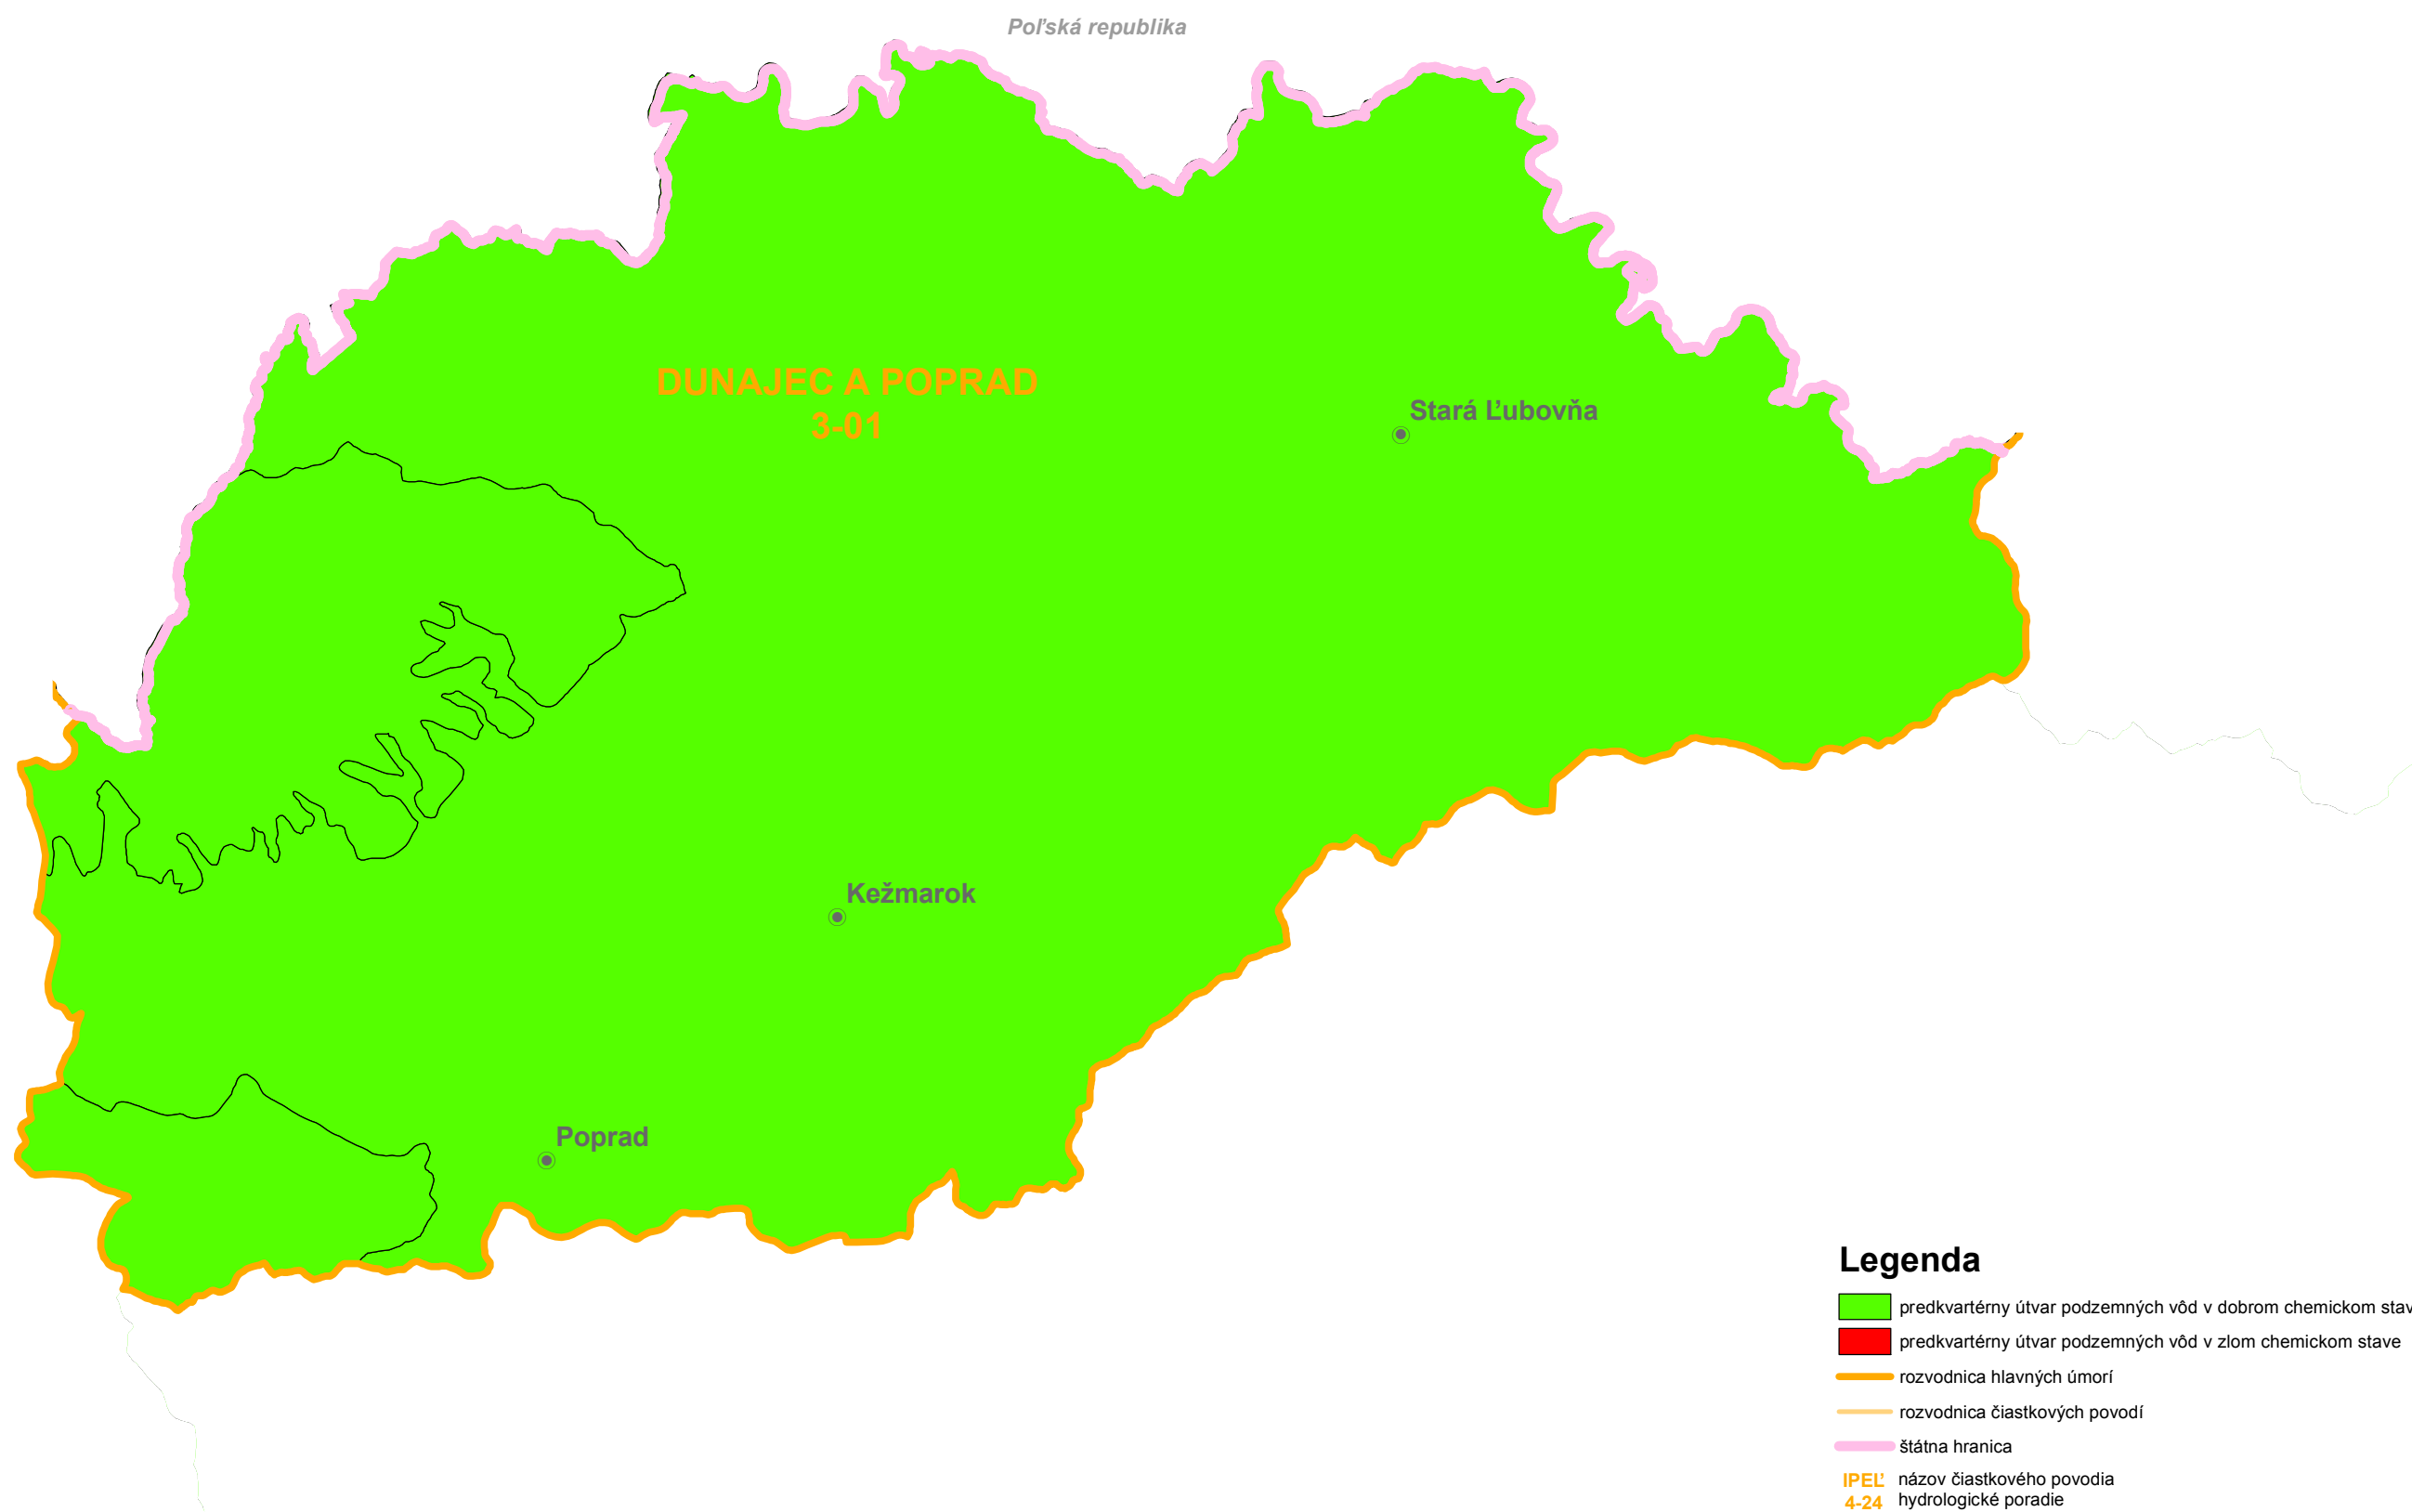 Poľská republika
DUNAJEC A POPRAD
3-01
Stará Ľubovňa
Kežmarok
Poprad
Legenda
predkvartérny útvar podzemných vôd v dobrom chemickom stav
predkvartérny útvar podzemných vôd v zlom chemickom stave
rozvodnica hlavných úmorí
rozvodnica čiastkových povodí
štátna hranica
IPEĽ názov čiastkového povodia
4-24 hydrologické poradie